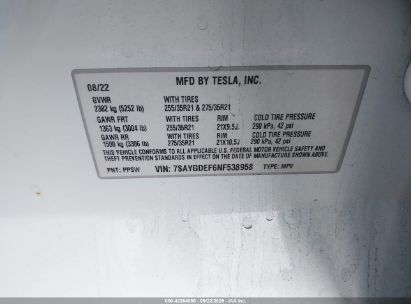 MFD BY TESLA, INC.
08/22
GVWR WITH TIRES
2382 kg (5252 lb) 255/35R21 & 275/35R21
GAWR FRT WITH TIRES RIM COLD TIRE PRESSURE
1363 kg (3004 lb) 255/35R21 21X9.5J 290 kPa, 42 psi
GAWR RR WITH TIRES RIM COLD TIRE PRESSURE
1500 kg (3306 lb) 275/35R21 21X10.5J 290 kPa, 42 psi
THIS VEHICLE CONFORMS TO ALL APPLICABLE U.S. FEDERAL MOTOR VEHICLE SAFETY AND
THEFT PREVENTION STANDARDS IN EFFECT ON THE DATE OF MANUFACTURE SHOWN ABOVE.
PNT: PPSW VIN: 7SAYGDEF6NF538958 TYPE: MPV